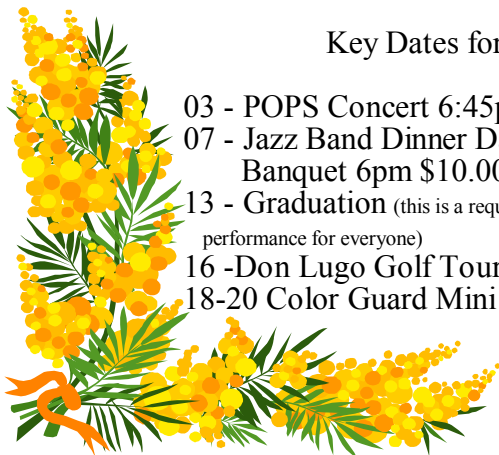 Key Dates for
03 - POPS Concert 6:45p
07 - Jazz Band Dinner D
Banquet 6pm $10.00
13 - Graduation (this is a requ
performance for everyone)
16 -Don Lugo Golf Tour
18-20 Color Guard Mini